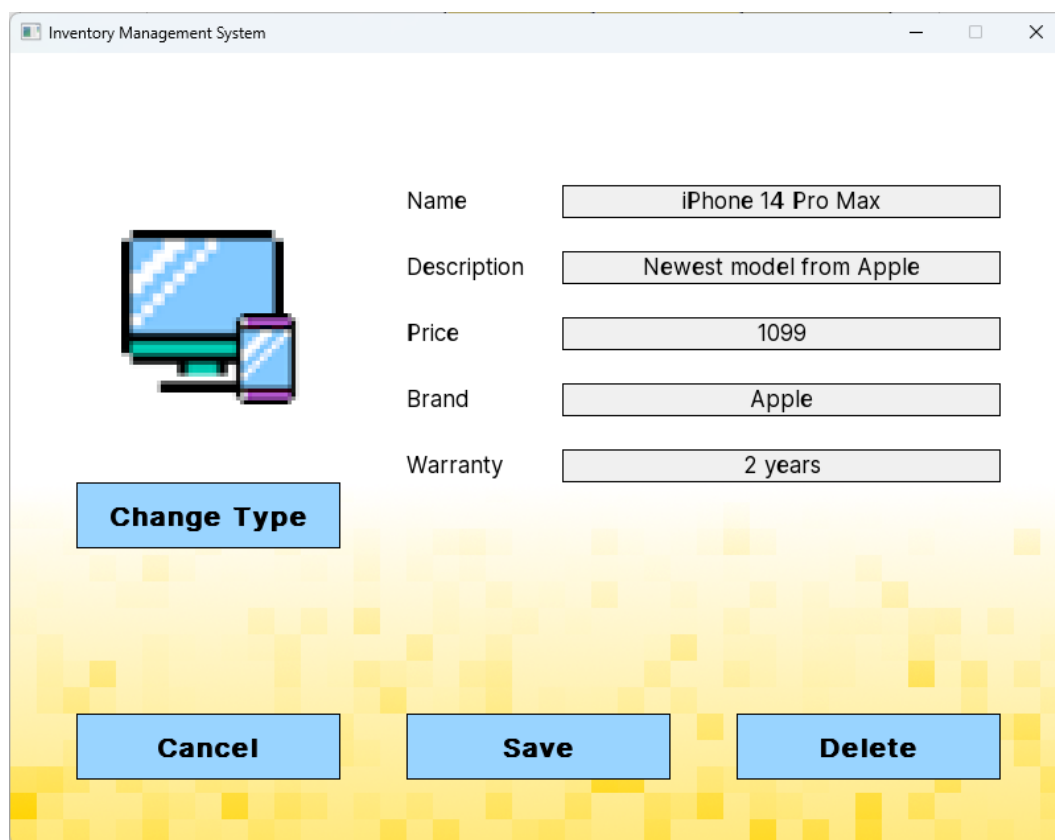 Inventory Management System
Name iPhone 14 Pro Max
Description Newest model from Apple
Price 1099
Brand Apple
Warranty 2 years
Change Type
Cancel Save Delete